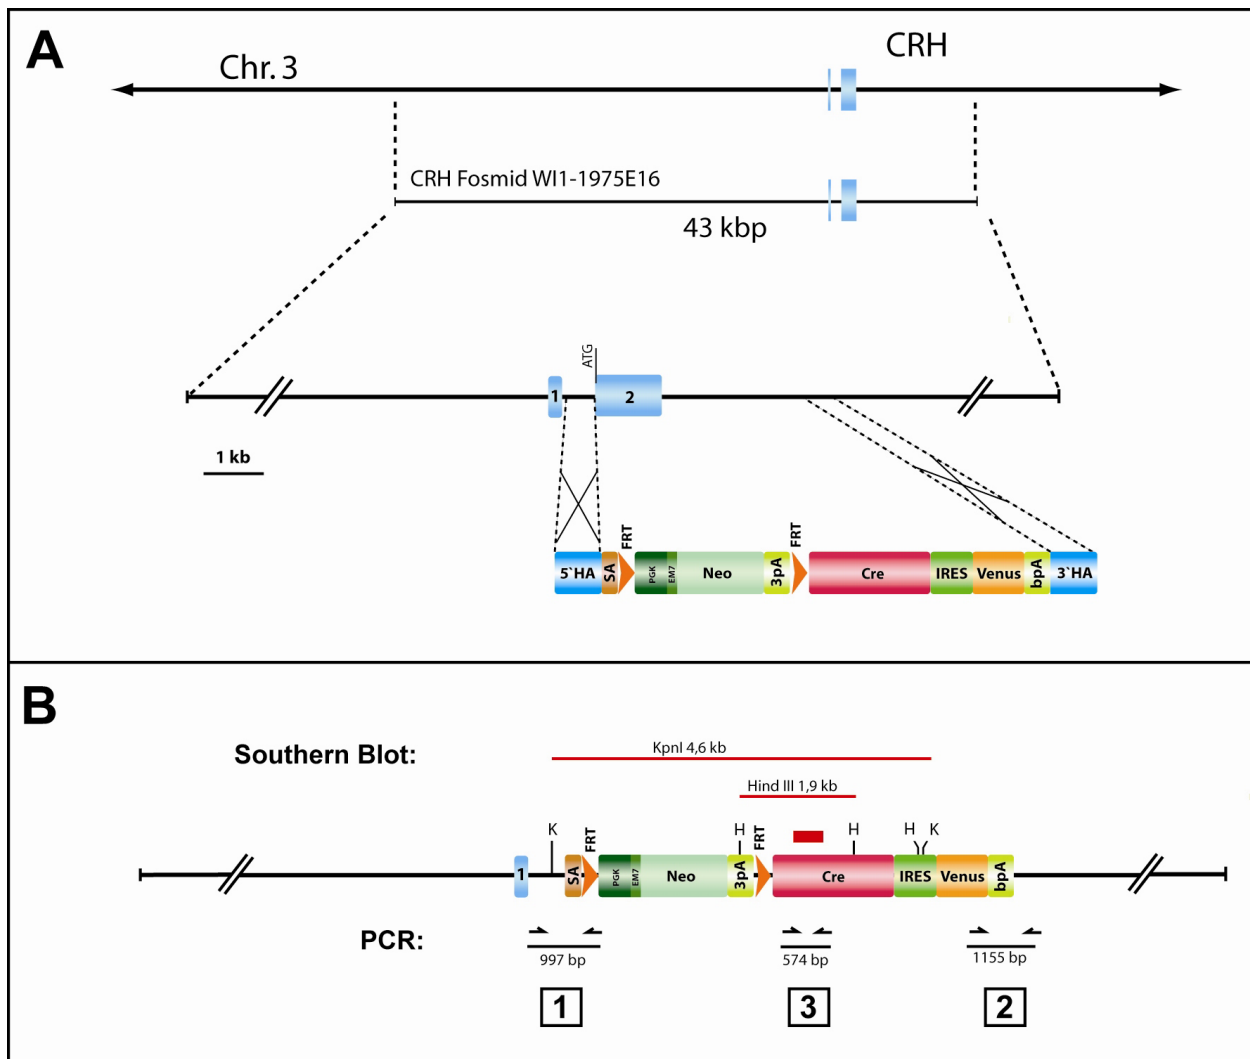 A
Chr. 3
CRH
CRH Fosmid WI1-1975E16
43 kbp
ATG
1
2
1 kb
FRT
FRT
5`HA
SA
PGK
EM7
Neo
3pA
Cre
IRES
Venus
bpA
3`HA
B
Southern Blot:
KpnI 4,6 kb
Hind III 1,9 kb
K
FRT
H
FRT
H
H
K
1
SA
PGK
EM7
Neo
3pA
Cre
IRES
Venus
bpA
PCR:
997 bp
574 bp
1155 bp
1
3
2